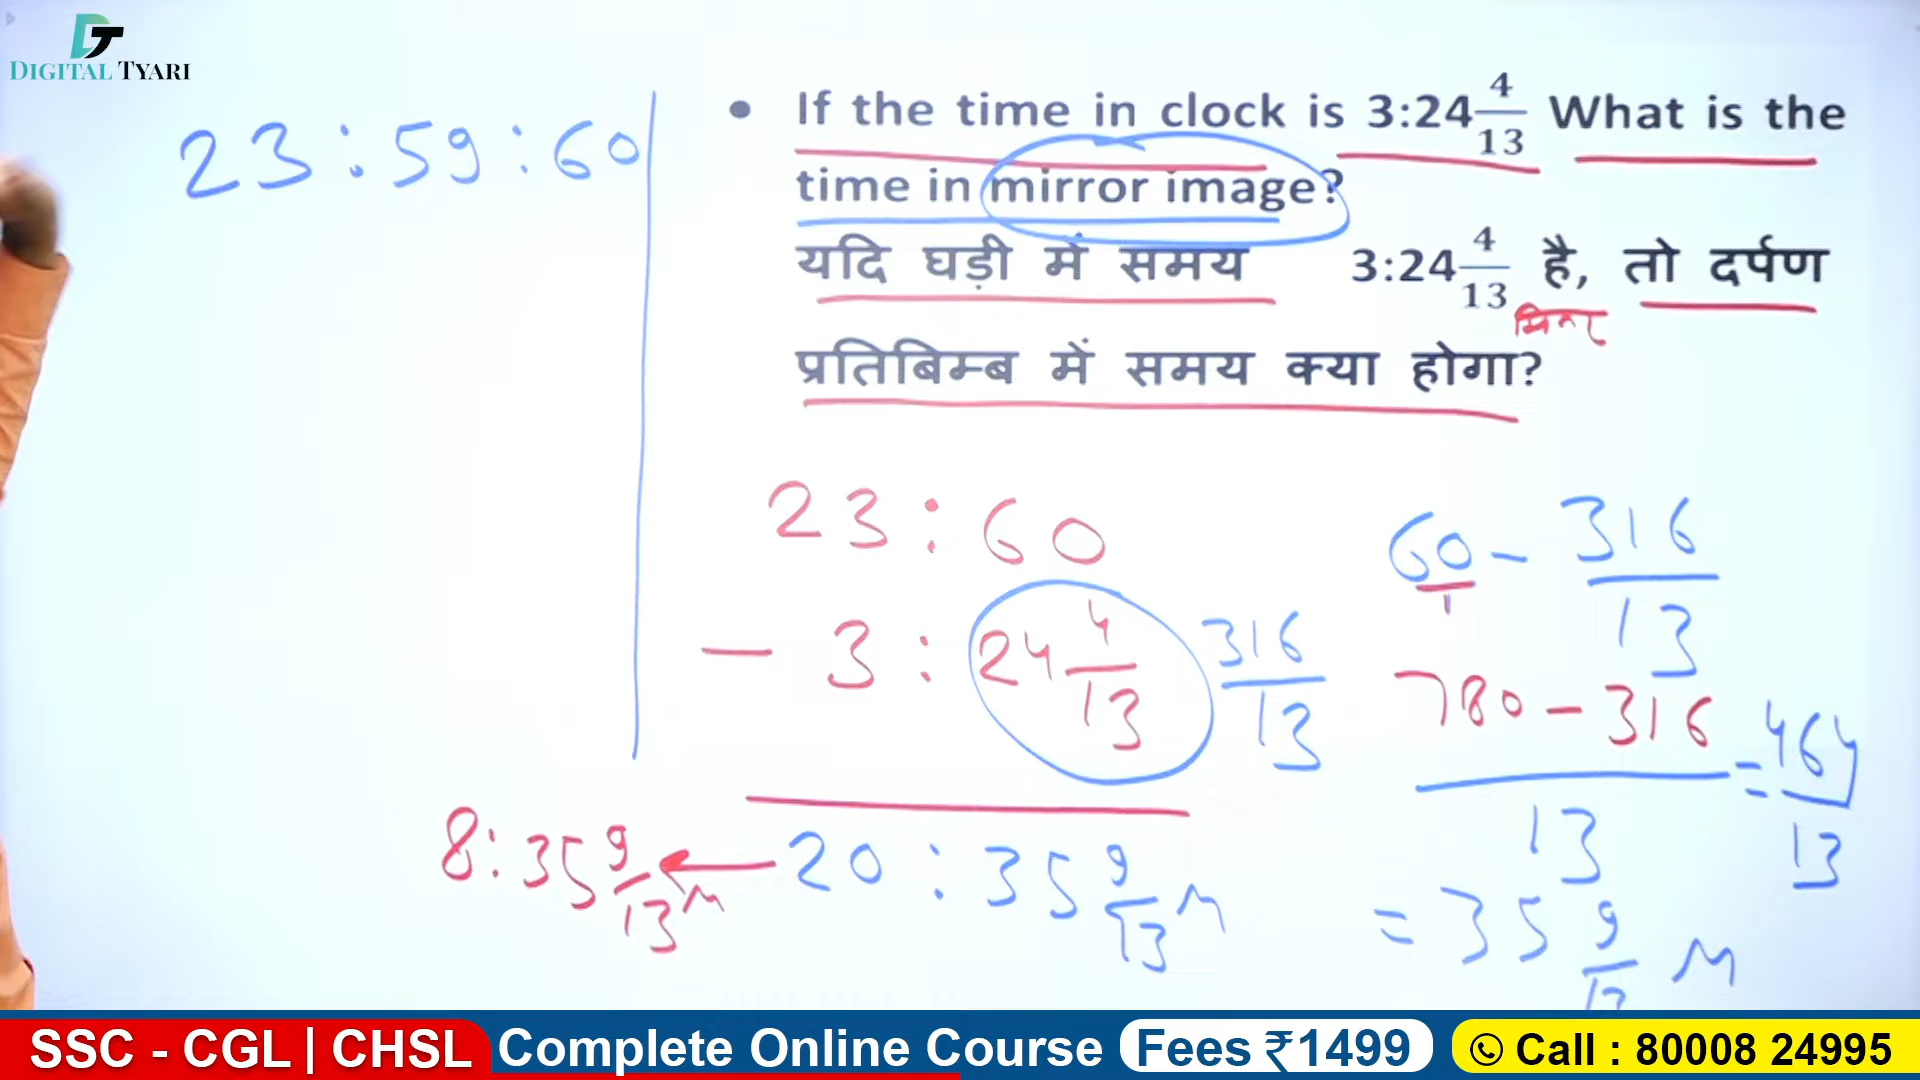 DT
DIGITAL TYARI
23:59:60
• If the time in clock is 3:24 4/13 What is the
time in mirror image?
यदि घड़ी में समय 3:24 4/13 है, तो दर्पण
मिरर
प्रतिबिम्ब में समय क्या होगा?
23:60
- 3:24 4/13 316/13
20:35 9/13 M
8:35 9/13 M
60/1 - 316/13
780-316/13 = 464/13
= 35 9/13 M
SSC - CGL | CHSL Complete Online Course Fees ₹1499 Call : 80008 24995